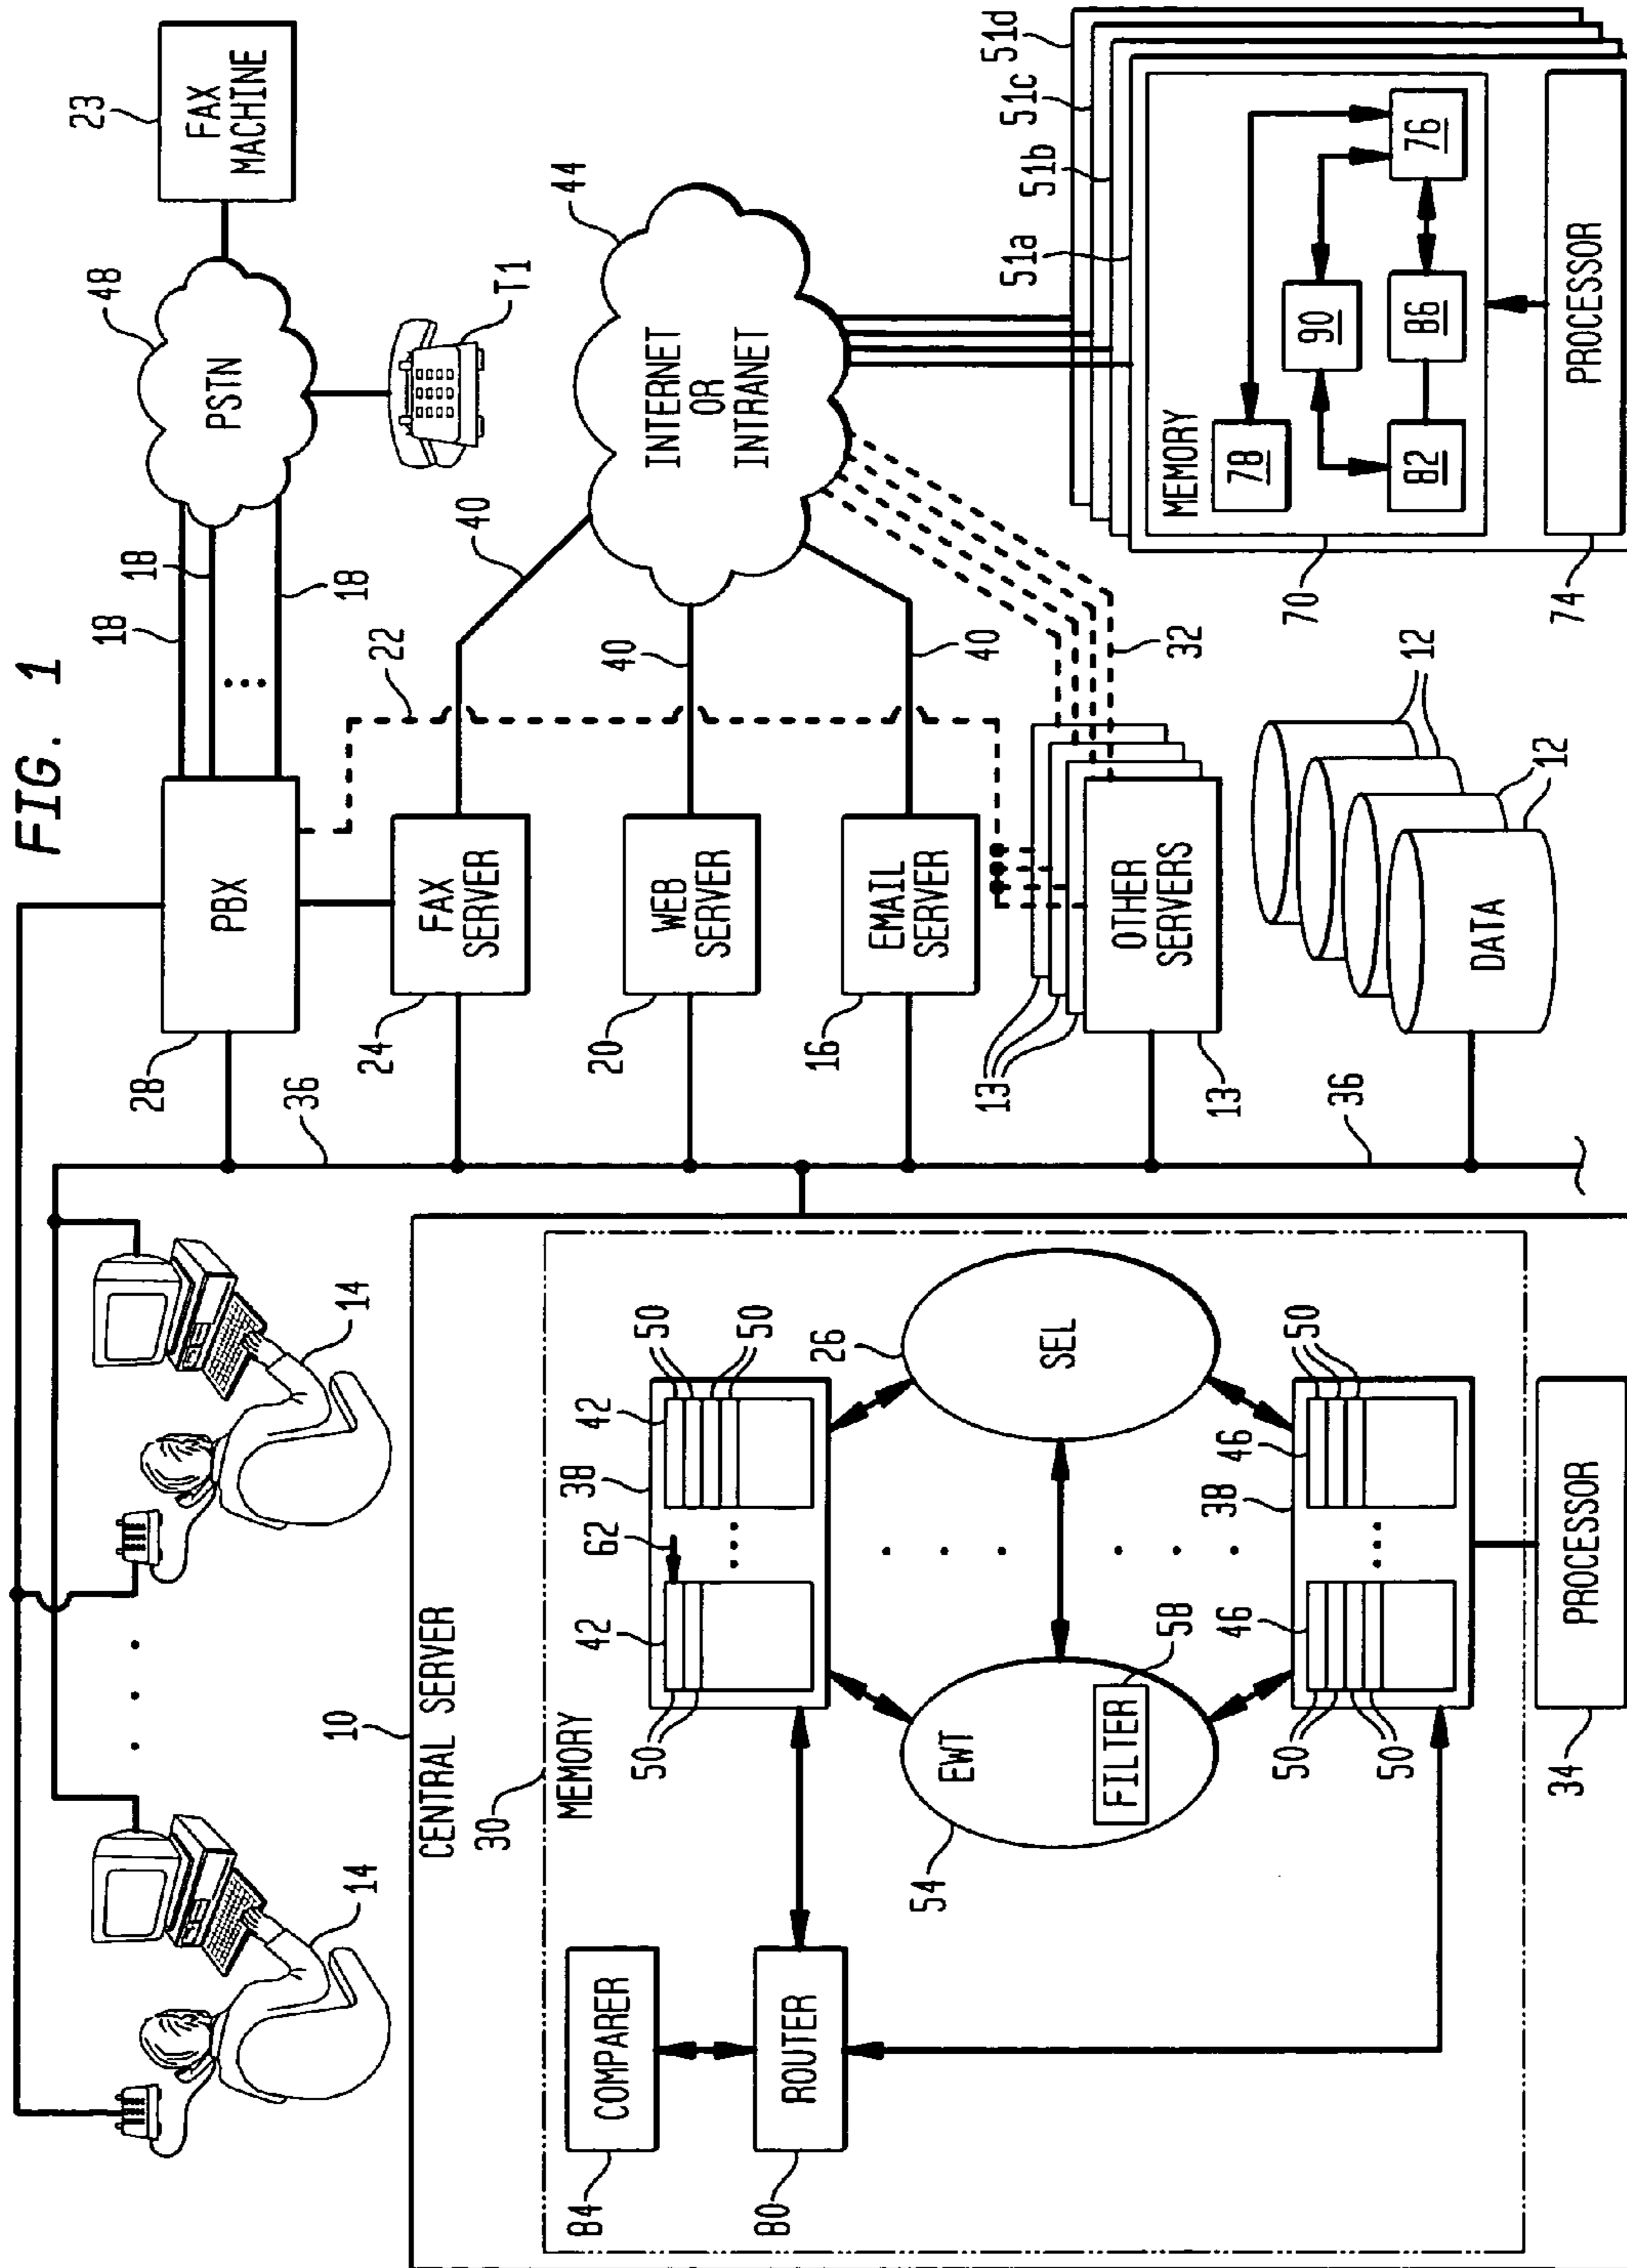 FIG. 1
14
14
28
PBX
18
18
18
PSTN
48
FAX
MACHINE
23
T1
36
24
FAX
SERVER
22
40
INTERNET
OR
INTRANET
44
20
WEB
SERVER
40
16
EMAIL
SERVER
40
13
OTHER
SERVERS
13
32
36
DATA
12
12
12
10
CENTRAL SERVER
30
MEMORY
84
COMPARER
80
ROUTER
38
42
42
62
50
50
50
54
EWT
FILTER
58
26
SEL
38
46
46
50
50
50
34
PROCESSOR
51a
51b
51c
51d
70
MEMORY
78
90
76
82
86
74
PROCESSOR